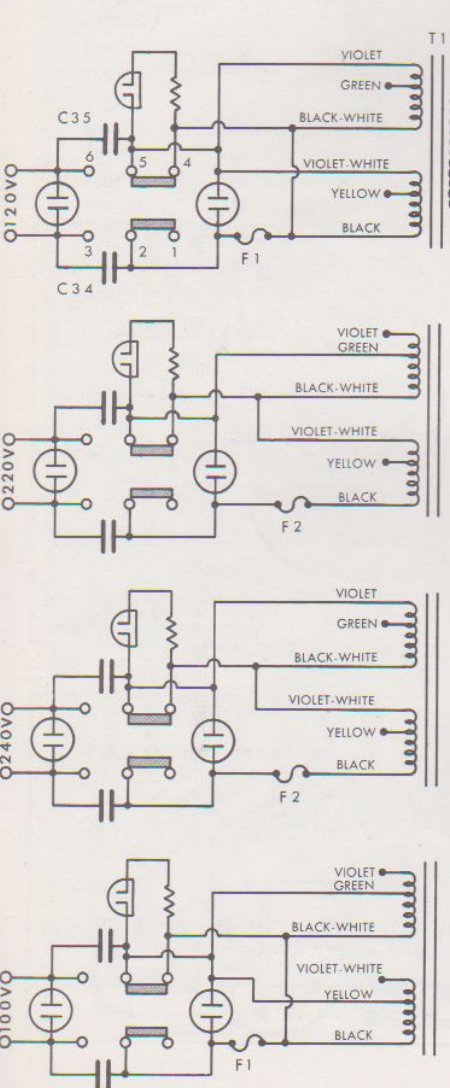 T1
VIOLET
GREEN
BLACK-WHITE
C35
6
5
4
VIOLET-WHITE
120V
YELLOW
BLACK
3
2
1
F1
C34
VIOLET
GREEN
BLACK-WHITE
VIOLET-WHITE
220V
YELLOW
BLACK
F2
VIOLET
GREEN
BLACK-WHITE
VIOLET-WHITE
240V
YELLOW
BLACK
F2
VIOLET
GREEN
BLACK-WHITE
VIOLET-WHITE
100V
YELLOW
BLACK
F1